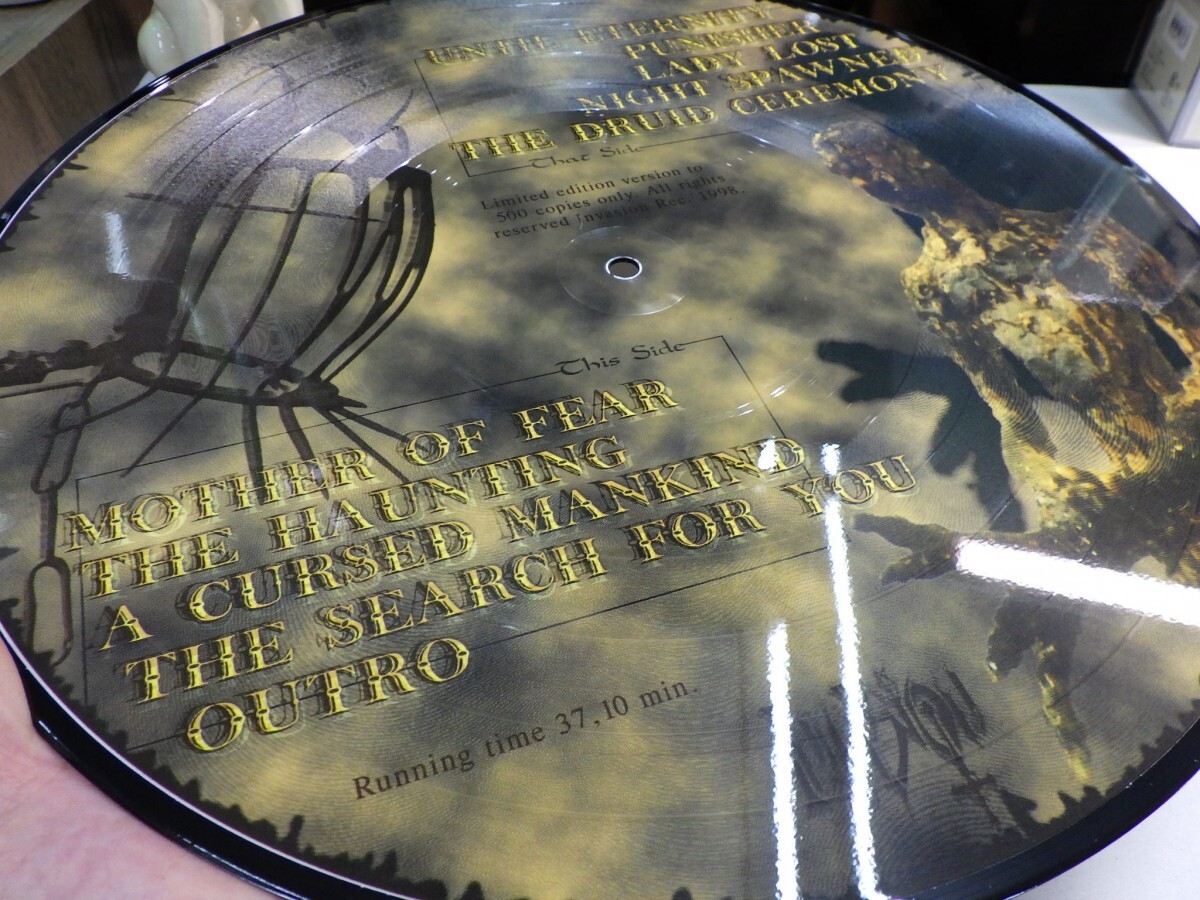 UNTIL ETERNITY
PUNISHER
LADY LOST
NIGHT SPAWNED
THE DRUID CEREMONY
That Side
Limited edition version to
500 copies only. All rights
reserved Invasion Rec. 1998.
This Side
MOTHER OF FEAR
THE HAUNTING
A CURSED MANKIND
THE SEARCH FOR YOU
OUTRO
Running time 37,10 min.